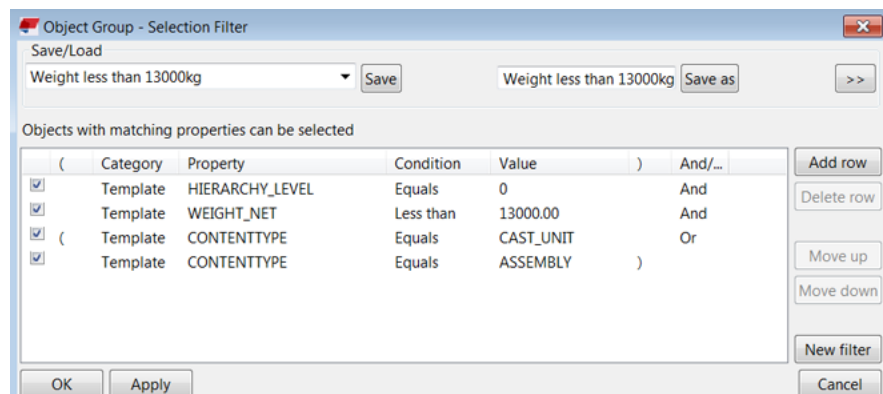 Object Group - Selection Filter
Save/Load
Weight less than 13000kg Save Weight less than 13000kg Save as >>
Objects with matching properties can be selected
( Category Property Condition Value ) And/... Add row
Template HIERARCHY_LEVEL Equals 0 And
Delete row
Template WEIGHT_NET Less than 13000.00 And
( Template CONTENTTYPE Equals CAST_UNIT Or
Template CONTENTTYPE Equals ASSEMBLY ) Move up
Move down
New filter
OK Apply Cancel